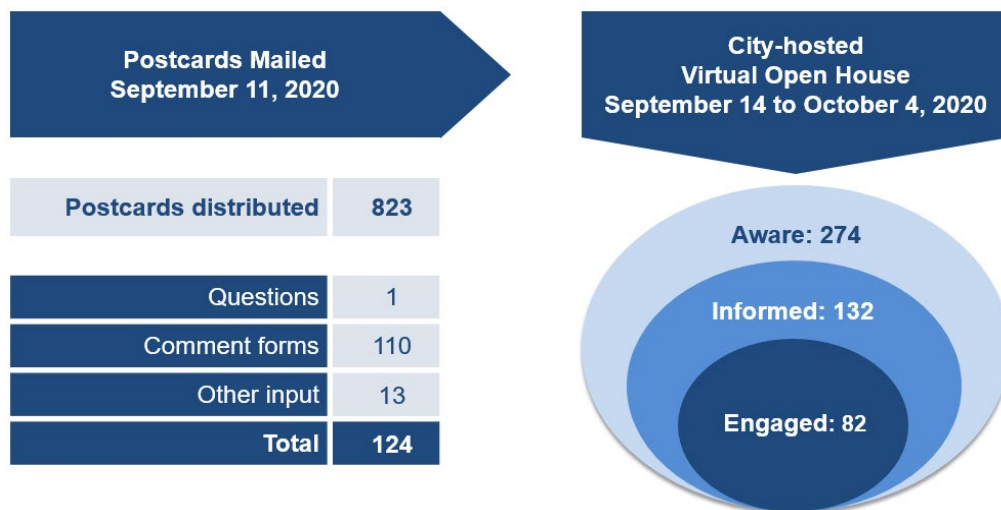 Postcards Mailed
September 11, 2020
Postcards distributed 823
Questions 1
Comment forms 110
Other input 13
Total 124
City-hosted
Virtual Open House
September 14 to October 4, 2020
Aware: 274
Informed: 132
Engaged: 82